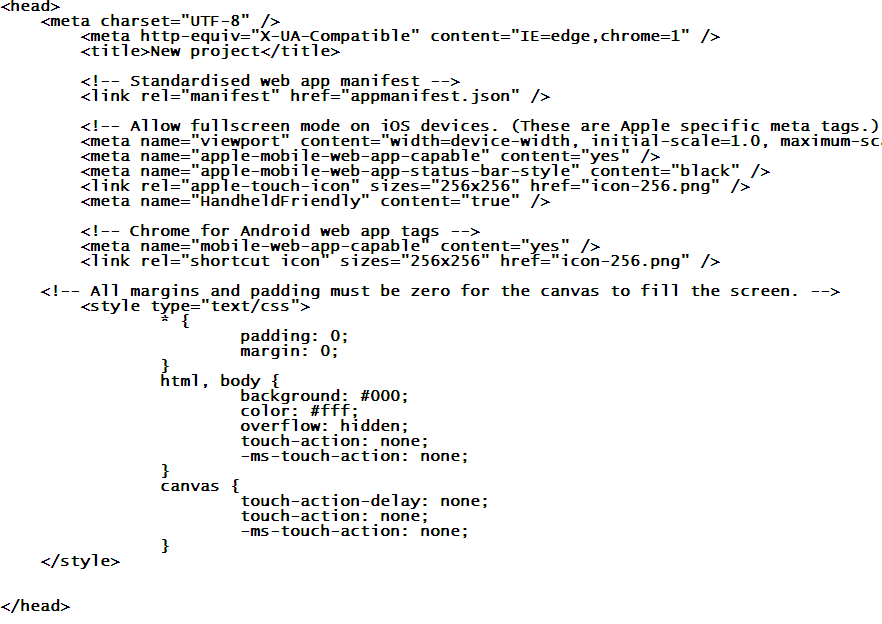 <head>
<meta charset="UTF-8" />
<meta http-equiv="X-UA-Compatible" content="IE=edge,chrome=1" />
<title>New project</title>
<!-- Standardised web app manifest -->
<link rel="manifest" href="appmanifest.json" />
<!-- Allow fullscreen mode on iOS devices. (These are Apple specific meta tags.)
<meta name="viewport" content="width=device-width, initial-scale=1.0,
<meta name="apple-mobile-web-app-capable" content="yes" />
<meta name="apple-mobile-web-app-status-bar-style" content="black" />
<link rel="apple-touch-icon" sizes="256x256" href="icon-256.png" />
<meta name="HandheldFriendly" content="true" />
<!-- Chrome for Android web app tags -->
<meta name="mobile-web-app-capable" content="yes" />
<link rel="shortcut icon" sizes="256x256" href="icon-256.png" />
<!-- All margins and padding must be zero for the canvas to fill the screen. -->
<style type="text/css">
* {
padding: 0;
margin: 0;
}
html, body {
background: #000;
color: #fff;
overflow: hidden;
touch-action: none;
-ms-touch-action: none;
}
canvas {
touch-action-delay: none;
touch-action: none;
-ms-touch-action: none;
}
</style>
</head>